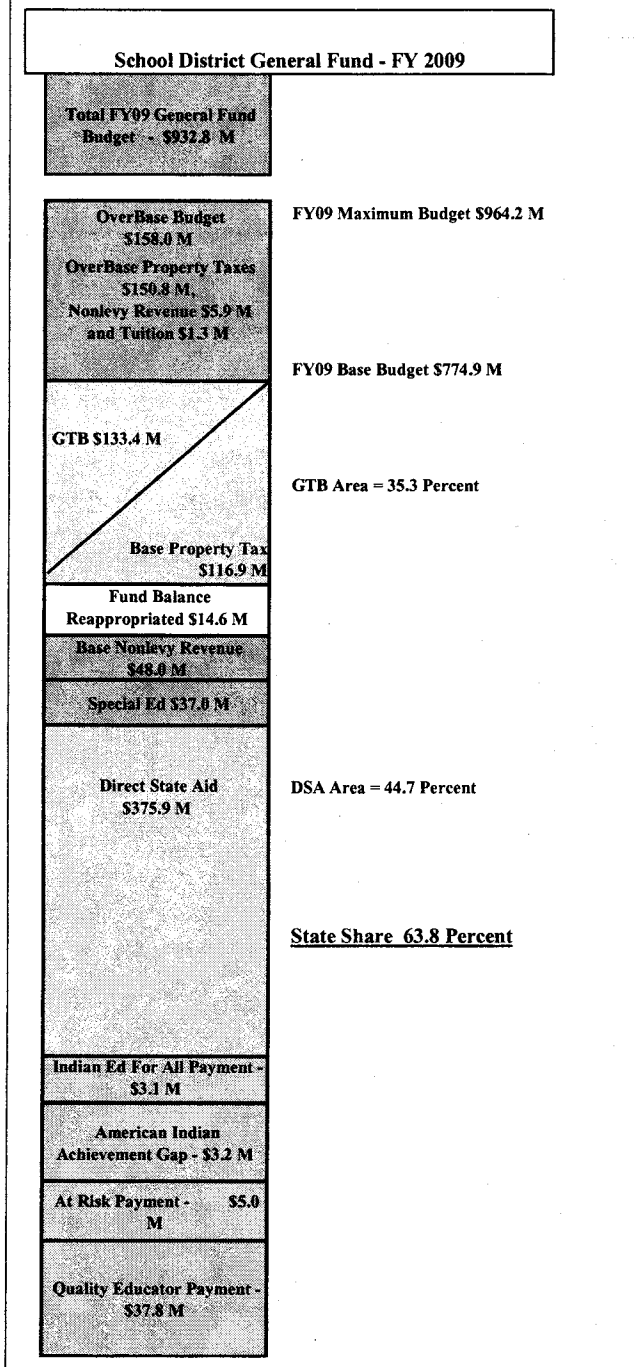 School District General Fund - FY 2009
Total FY09 General Fund
Budget - $932.8 M
OverBase Budget
$158.0 M
OverBase Property Taxes
$150.8 M,
Nonlevy Revenue $5.9 M
and Tuition $1.3 M
FY09 Maximum Budget $964.2 M
FY09 Base Budget $774.9 M
GTB $133.4 M
GTB Area = 35.3 Percent
Base Property Tax
$116.9 M
Fund Balance
Reappropriated $14.6 M
Base Nonlevy Revenue
$48.0 M
Special Ed $37.0 M
Direct State Aid
$375.9 M
DSA Area = 44.7 Percent
State Share 63.8 Percent
Indian Ed For All Payment -
$3.1 M
American Indian
Achievement Gap - $3.2 M
At Risk Payment - $5.0
M
Quality Educator Payment -
$37.8 M